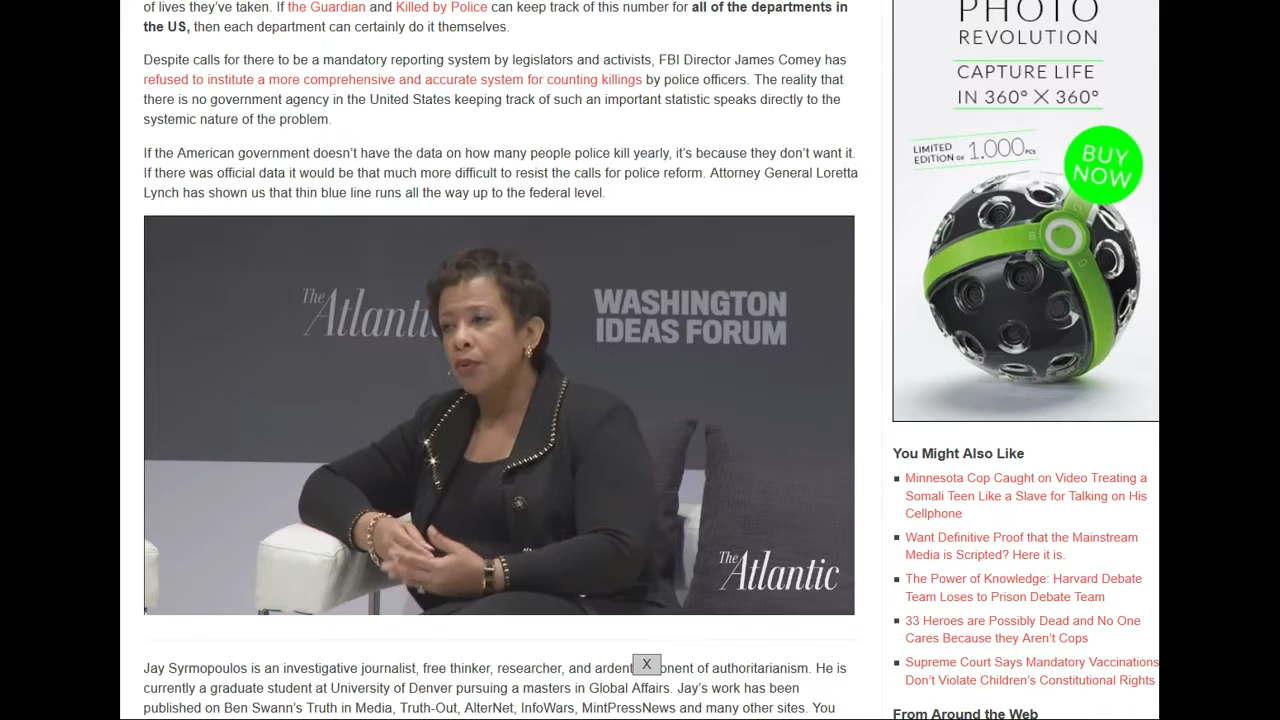 of lives they’ve taken. If the Guardian and Killed by Police can keep track of this number for all of the departments in
the US, then each department can certainly do it themselves.
Despite calls for there to be a mandatory reporting system by legislators and activists, FBI Director James Comey has
refused to institute a more comprehensive and accurate system for counting killings by police officers. The reality that
there is no government agency in the United States keeping track of such an important statistic speaks directly to the
systemic nature of the problem.
If the American government doesn’t have the data on how many people police kill yearly, it’s because they don’t want it.
If there was official data it would be that much more difficult to resist the calls for police reform. Attorney General Loretta
Lynch has shown us that thin blue line runs all the way up to the federal level.
The Atlantic
WASHINGTON
IDEAS FORUM
The Atlantic
Jay Syrmopoulos is an investigative journalist, free thinker, researcher, and ardent
X
of authoritarianism. He is
currently a graduate student at University of Denver pursuing a masters in Global Affairs. Jay’s work has been
published on Ben Swann’s Truth in Media, Truth-Out, AlterNet, InfoWars, MintPressNews and many other sites. You
PHOTO
REVOLUTION
CAPTURE LIFE
IN 360° X 360°
LIMITED
EDITION OF 1.000 PCS
BUY
NOW
You Might Also Like
Minnesota Cop Caught on Video Treating a
Somali Teen Like a Slave for Talking on His
Cellphone
Want Definitive Proof that the Mainstream
Media is Scripted? Here it is.
The Power of Knowledge: Harvard Debate
Team Loses to Prison Debate Team
33 Heroes are Possibly Dead and No One
Cares Because they Aren’t Cops
Supreme Court Says Mandatory Vaccinations
Don’t Violate Children’s Constitutional Rights
From Around the Web